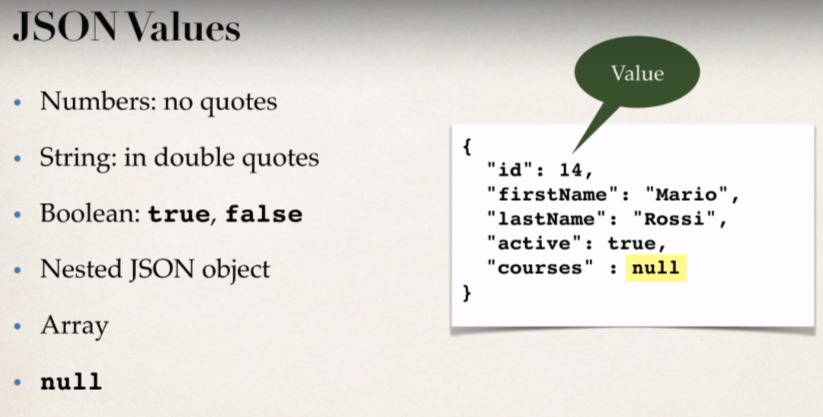 JSON Values
• Numbers: no quotes
• String: in double quotes
• Boolean: true, false
• Nested JSON object
• Array
• null
Value
{
"id": 14,
"firstName": "Mario",
"lastName": "Rossi",
"active": true,
"courses" : null
}